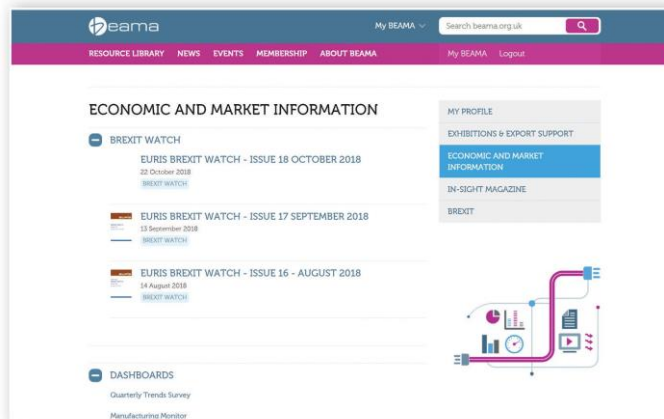 beama
My BEAMA
Search beama.org.uk
RESOURCE LIBRARY NEWS EVENTS MEMBERSHIP ABOUT BEAMA
My BEAMA Logout
ECONOMIC AND MARKET INFORMATION
BREXIT WATCH
EURIS BREXIT WATCH - ISSUE 18 OCTOBER 2018
22 October 2018
BREXIT WATCH
EURIS BREXIT WATCH - ISSUE 17 SEPTEMBER 2018
13 September 2018
BREXIT WATCH
EURIS BREXIT WATCH - ISSUE 16 - AUGUST 2018
14 August 2018
BREXIT WATCH
DASHBOARDS
Quarterly Trends Survey
Manufacturing Monitor
MY PROFILE
EXHIBITIONS & EXPORT SUPPORT
ECONOMIC AND MARKET
INFORMATION
IN-SIGHT MAGAZINE
BREXIT